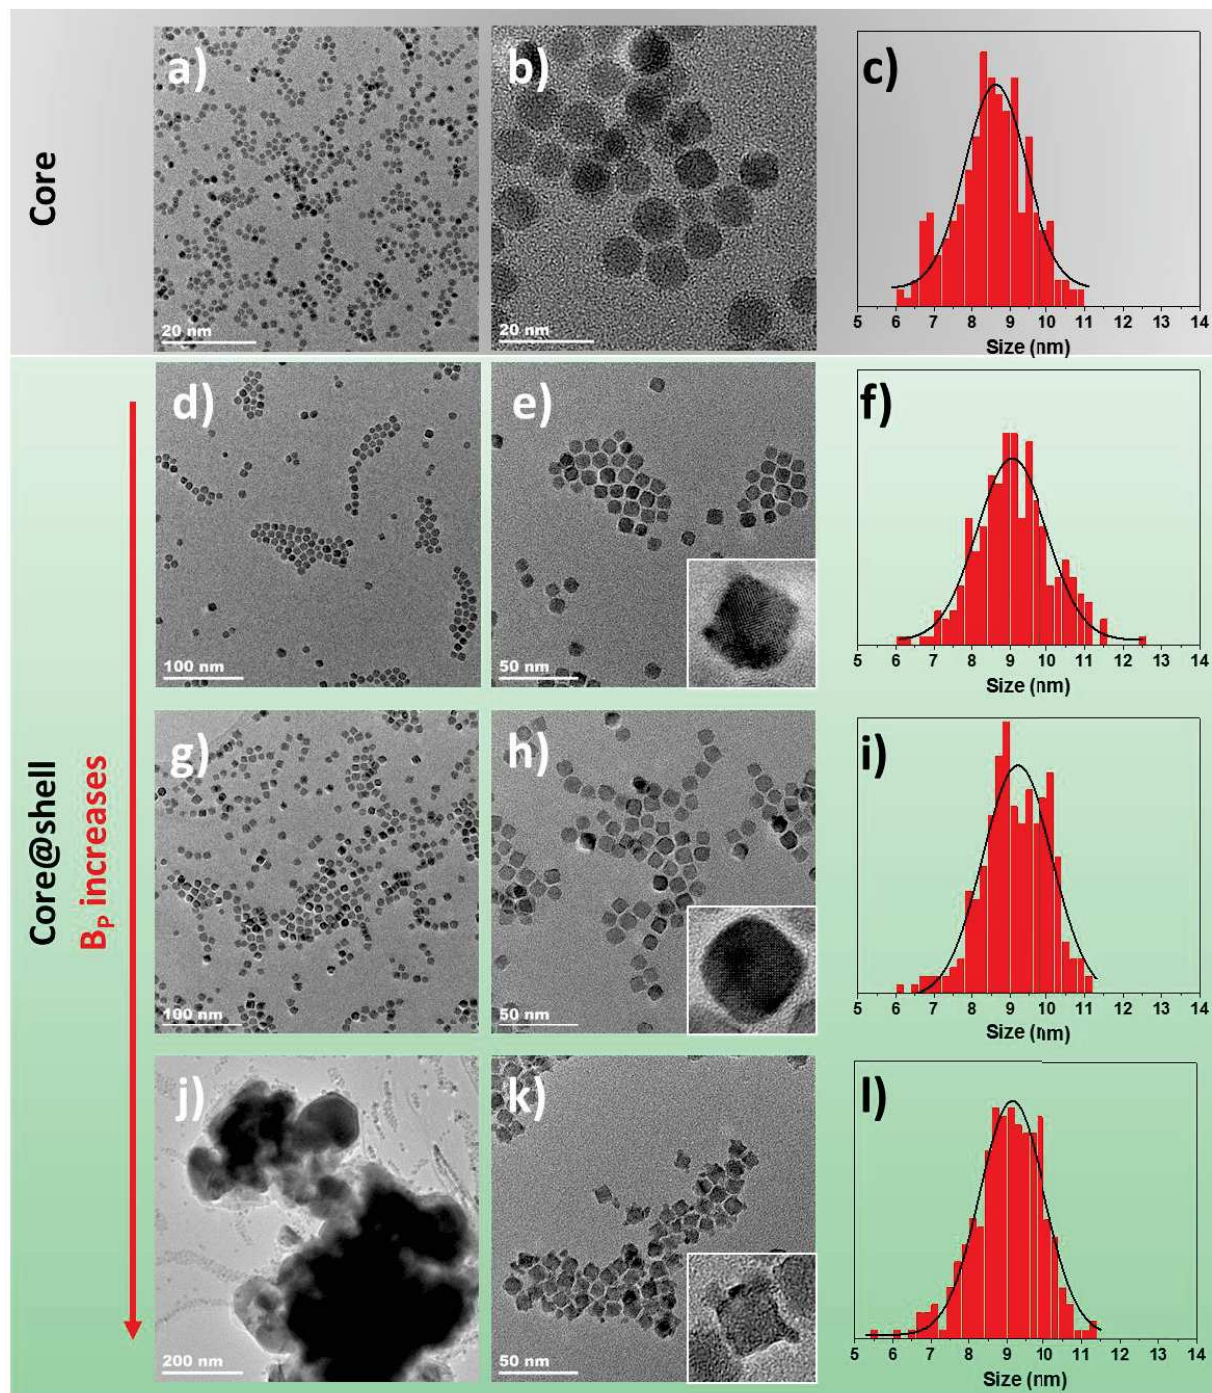 Core
a)
20 nm
b)
20 nm
c)
5 6 7 8 9 10 11 12 13 14
Size (nm)
Core@shell
B_P increases
d)
100 nm
e)
50 nm
f)
5 6 7 8 9 10 11 12 13 14
Size (nm)
g)
100 nm
h)
50 nm
i)
5 6 7 8 9 10 11 12 13 14
Size (nm)
j)
200 nm
k)
50 nm
l)
5 6 7 8 9 10 11 12 13 14
Size (nm)